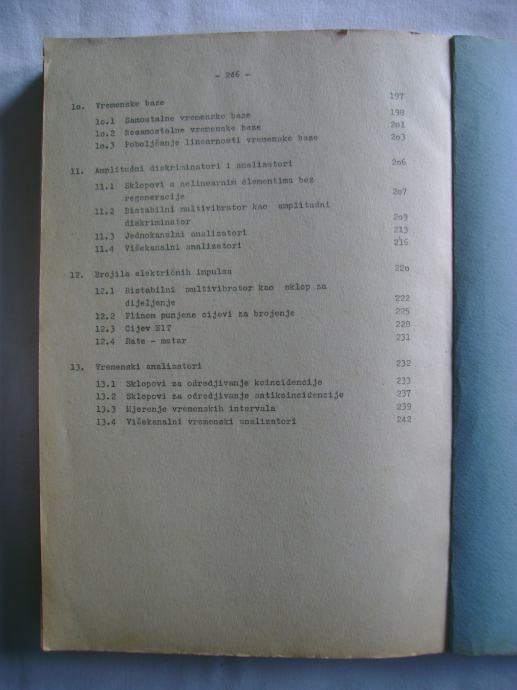 - 246 -
1o. Vremenske baze 197
1o.1 Samostalne vremenske baze 198
1o.2 Nesamostalne vremenske baze 2o1
1o.3 Poboljšanje linearnosti vremenske baze 2o3
11. Amplitudni diskriminatori i analizatori 2o6
11.1 Sklopovi s nelinearnim elementima bez
regeneracije 2o7
11.2 Bistabilni multivibrator kao amplitudni
diskriminator 2o9
11.3 Jednokanalni analizatori 213
11.4 Višekanalni analizatori 216
12. Brojila električnih impulsa 22o
12.1 Bistabilni multivibrator kao sklop za
dijeljenje 222
12.2 Plinom punjene cijevi za brojenje 225
12.3 Cijev E1T 228
12.4 Rate - metar 231
13. Vremenski analizatori 232
13.1 Sklopovi za odredjivanje koincidencije 233
13.2 Sklopovi za odredjivanje antikoincidencije 237
13.3 Mjerenje vremenskih intervala 239
13.4 Višekanalni vremenski analizatori 242